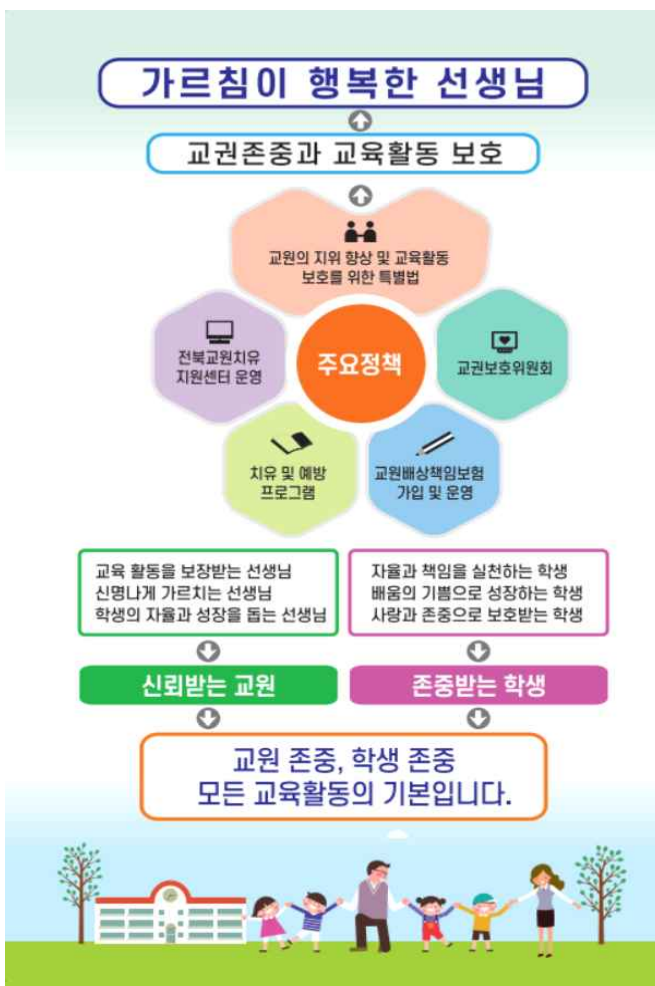 가르침이 행복한 선생님
교권존중과 교육활동 보호
교원의 지위 향상 및 교육활동
보호를 위한 특별법
전북교원치유
지원센터 운영
주요정책
교권보호위원회
치유 및 예방
프로그램
교원배상책임보험
가입 및 운영
교육 활동을 보장받는 선생님
신명나게 가르치는 선생님
학생의 자율과 성장을 돕는 선생님
자율과 책임을 실천하는 학생
배움의 기쁨으로 성장하는 학생
사랑과 존중으로 보호받는 학생
신뢰받는 교원
존중받는 학생
교원 존중, 학생 존중
모든 교육활동의 기본입니다.